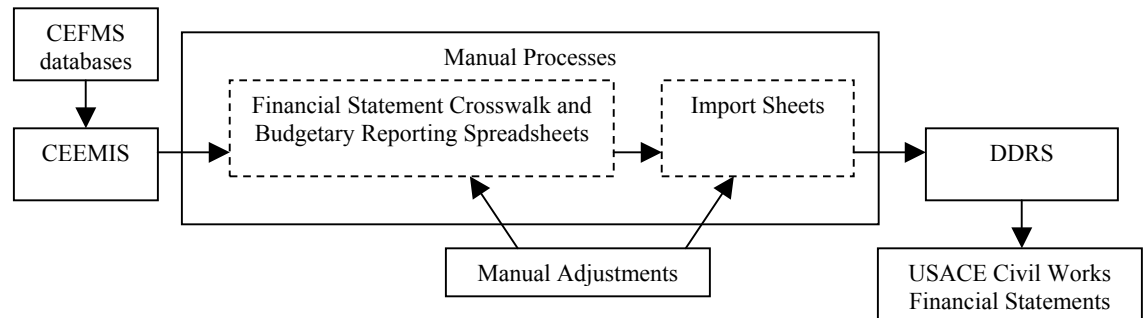 CEFMS
databases
Manual Processes
Financial Statement Crosswalk and
Budgetary Reporting Spreadsheets
Import Sheets
CEEMIS
DDRS
Manual Adjustments
USACE Civil Works
Financial Statements